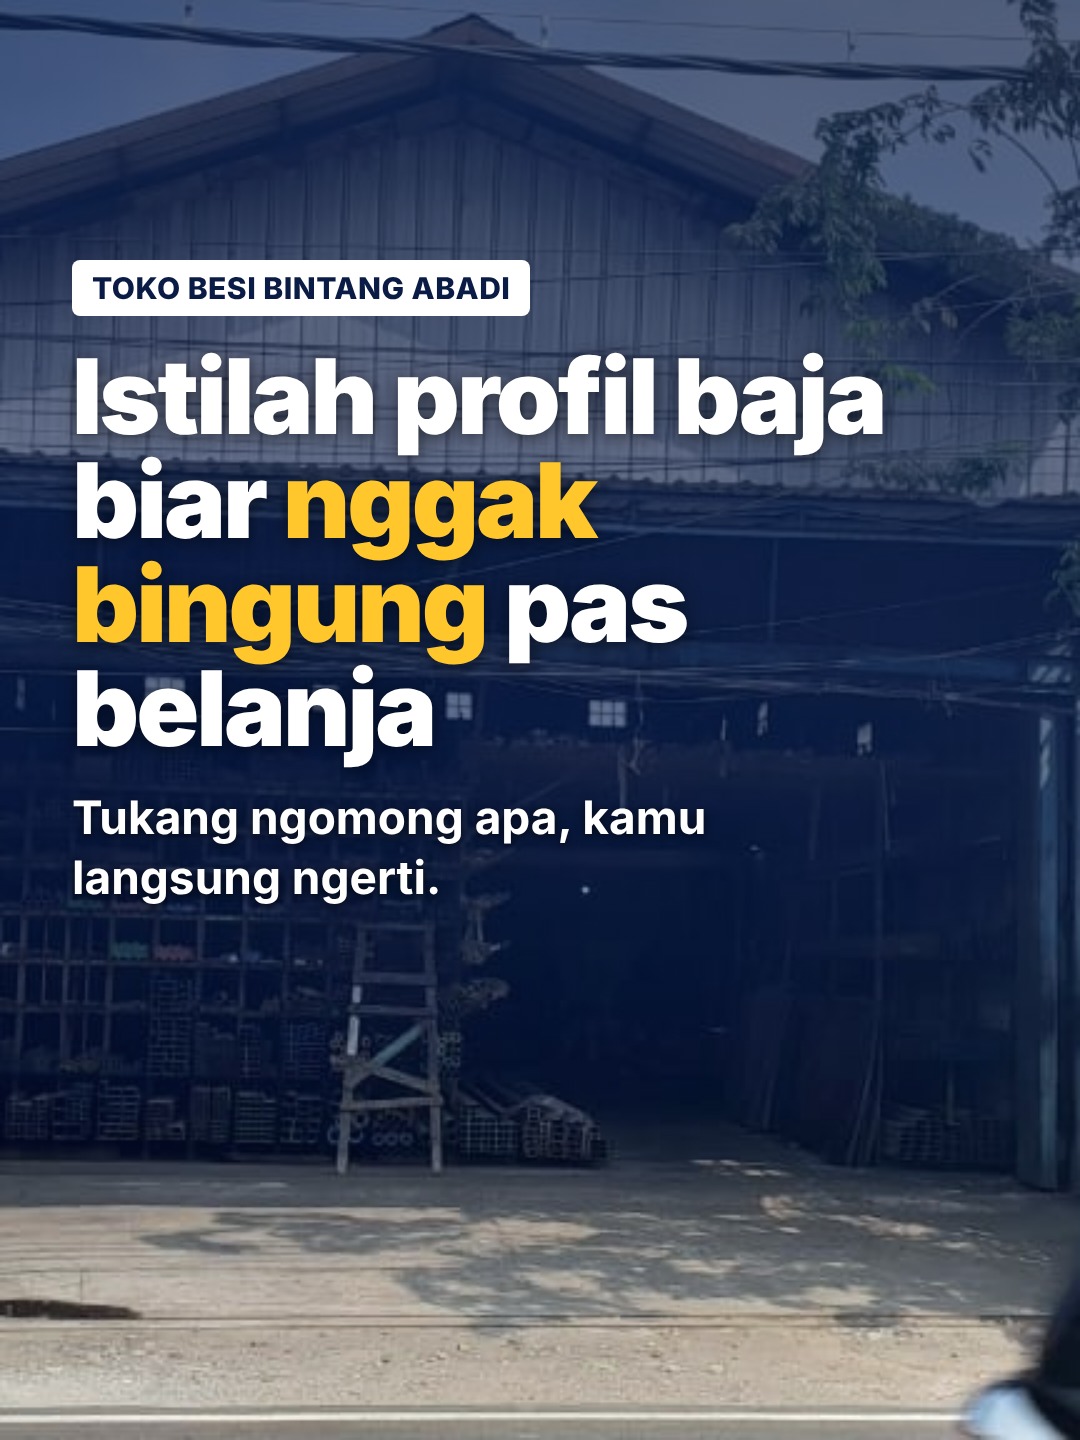 TOKO BESI BINTANG ABADI
Istilah profil baja
biar nggak
bingung pas
belanja
Tukang ngomong apa, kamu
langsung ngerti.